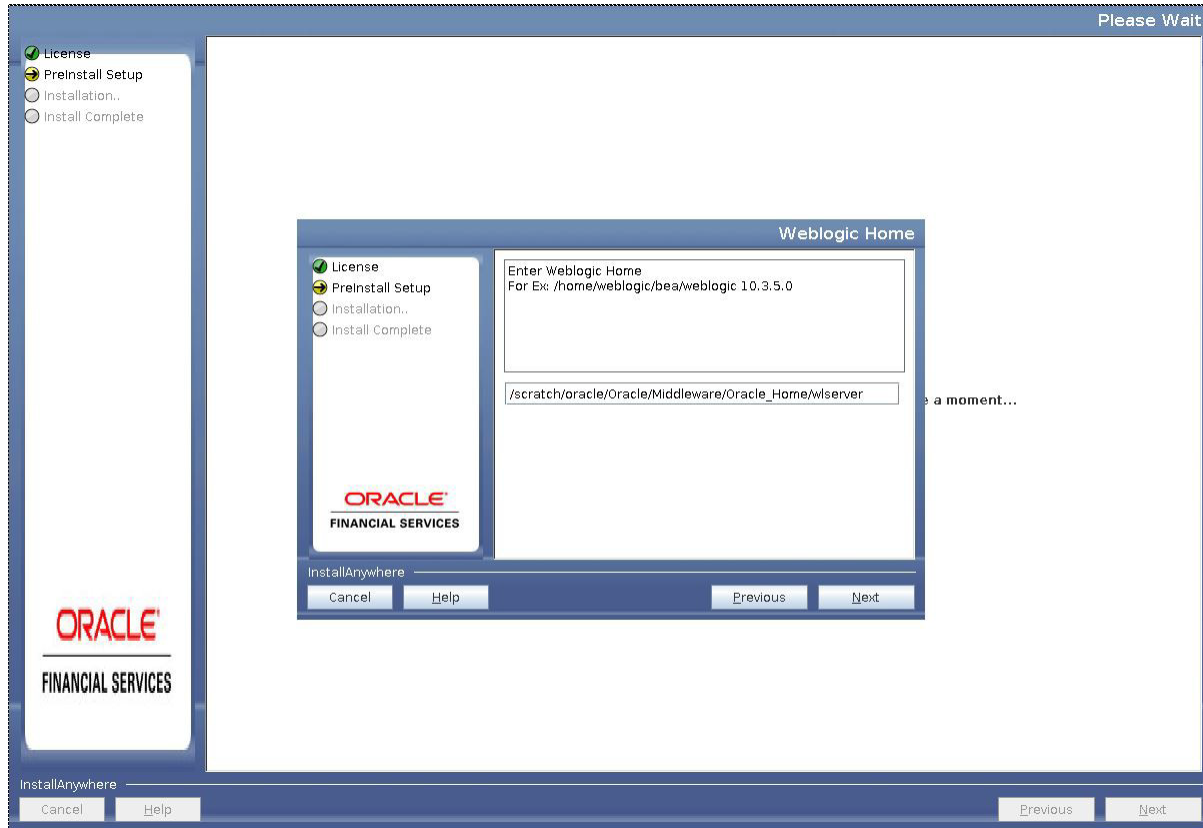 Please Wait
License
PreInstall Setup
Installation..
Install Complete
Weblogic Home
License
PreInstall Setup
Installation..
Install Complete
Enter Weblogic Home
For Ex: /home/weblogic/bea/weblogic 10.3.5.0
/scratch/oracle/Oracle/Middleware/Oracle_Home/wlserver
e a moment...
ORACLE
FINANCIAL SERVICES
InstallAnywhere
Cancel Help Previous Next
ORACLE
FINANCIAL SERVICES
InstallAnywhere
Cancel Help Previous Next